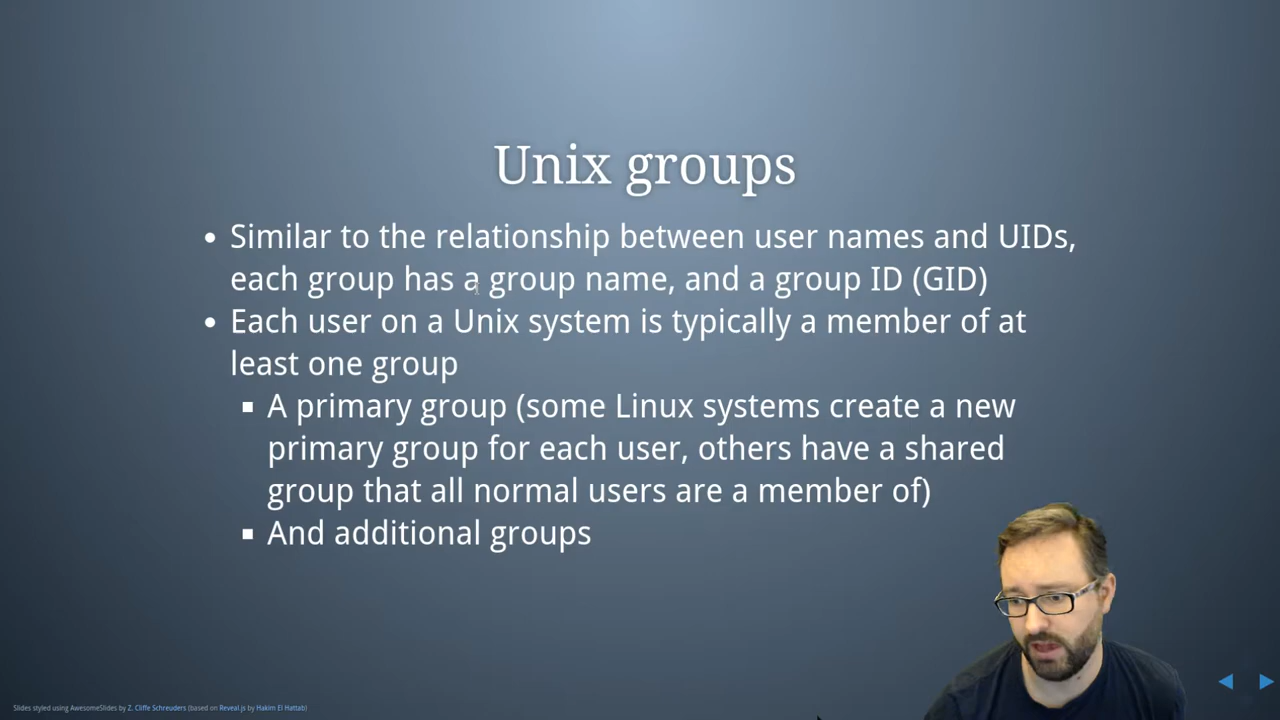 Unix groups
• Similar to the relationship between user names and UIDs,
each group has a group name, and a group ID (GID)
• Each user on a Unix system is typically a member of at
least one group
▪ A primary group (some Linux systems create a new
primary group for each user, others have a shared
group that all normal users are a member of)
▪ And additional groups
Slides styled using AwesomeSlides by Z. Cliffe Schreuders (based on Reveal.js by Hakim El Hattab)